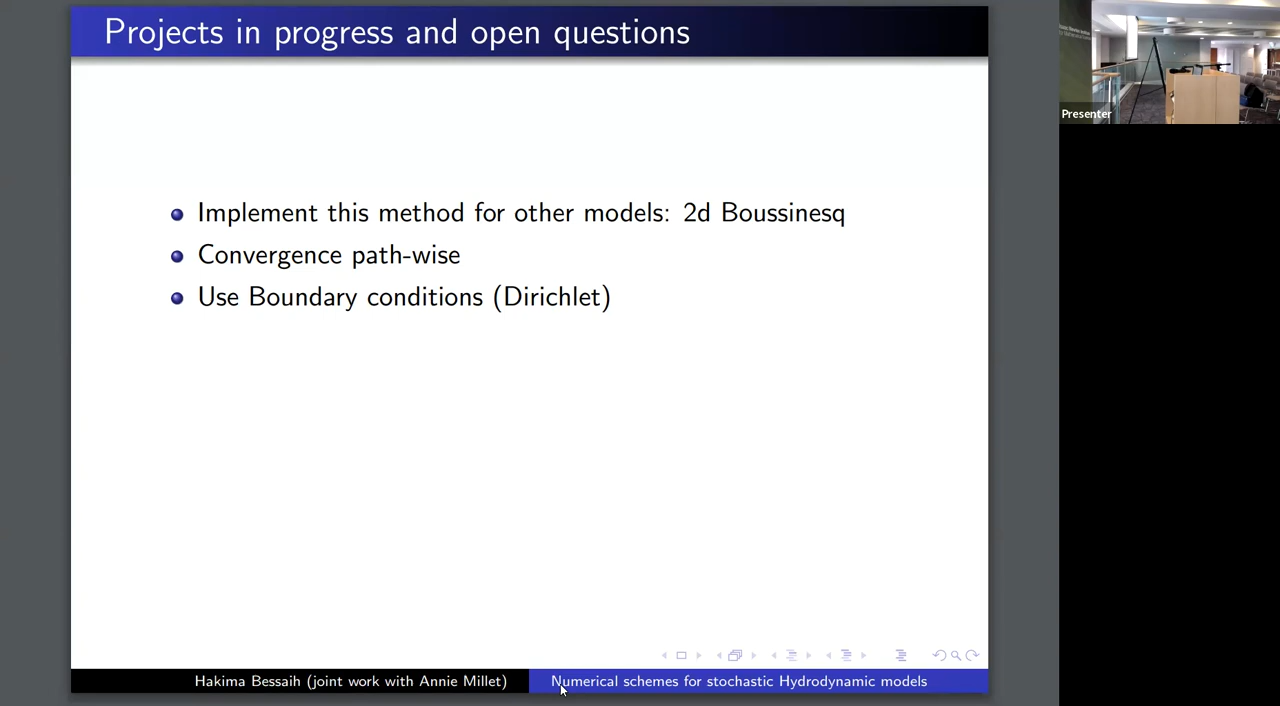 Projects in progress and open questions
Implement this method for other models: 2d Boussinesq
Convergence path-wise
Use Boundary conditions (Dirichlet)
Hakima Bessaih (joint work with Annie Millet)
Numerical schemes for stochastic Hydrodynamic models
Presenter